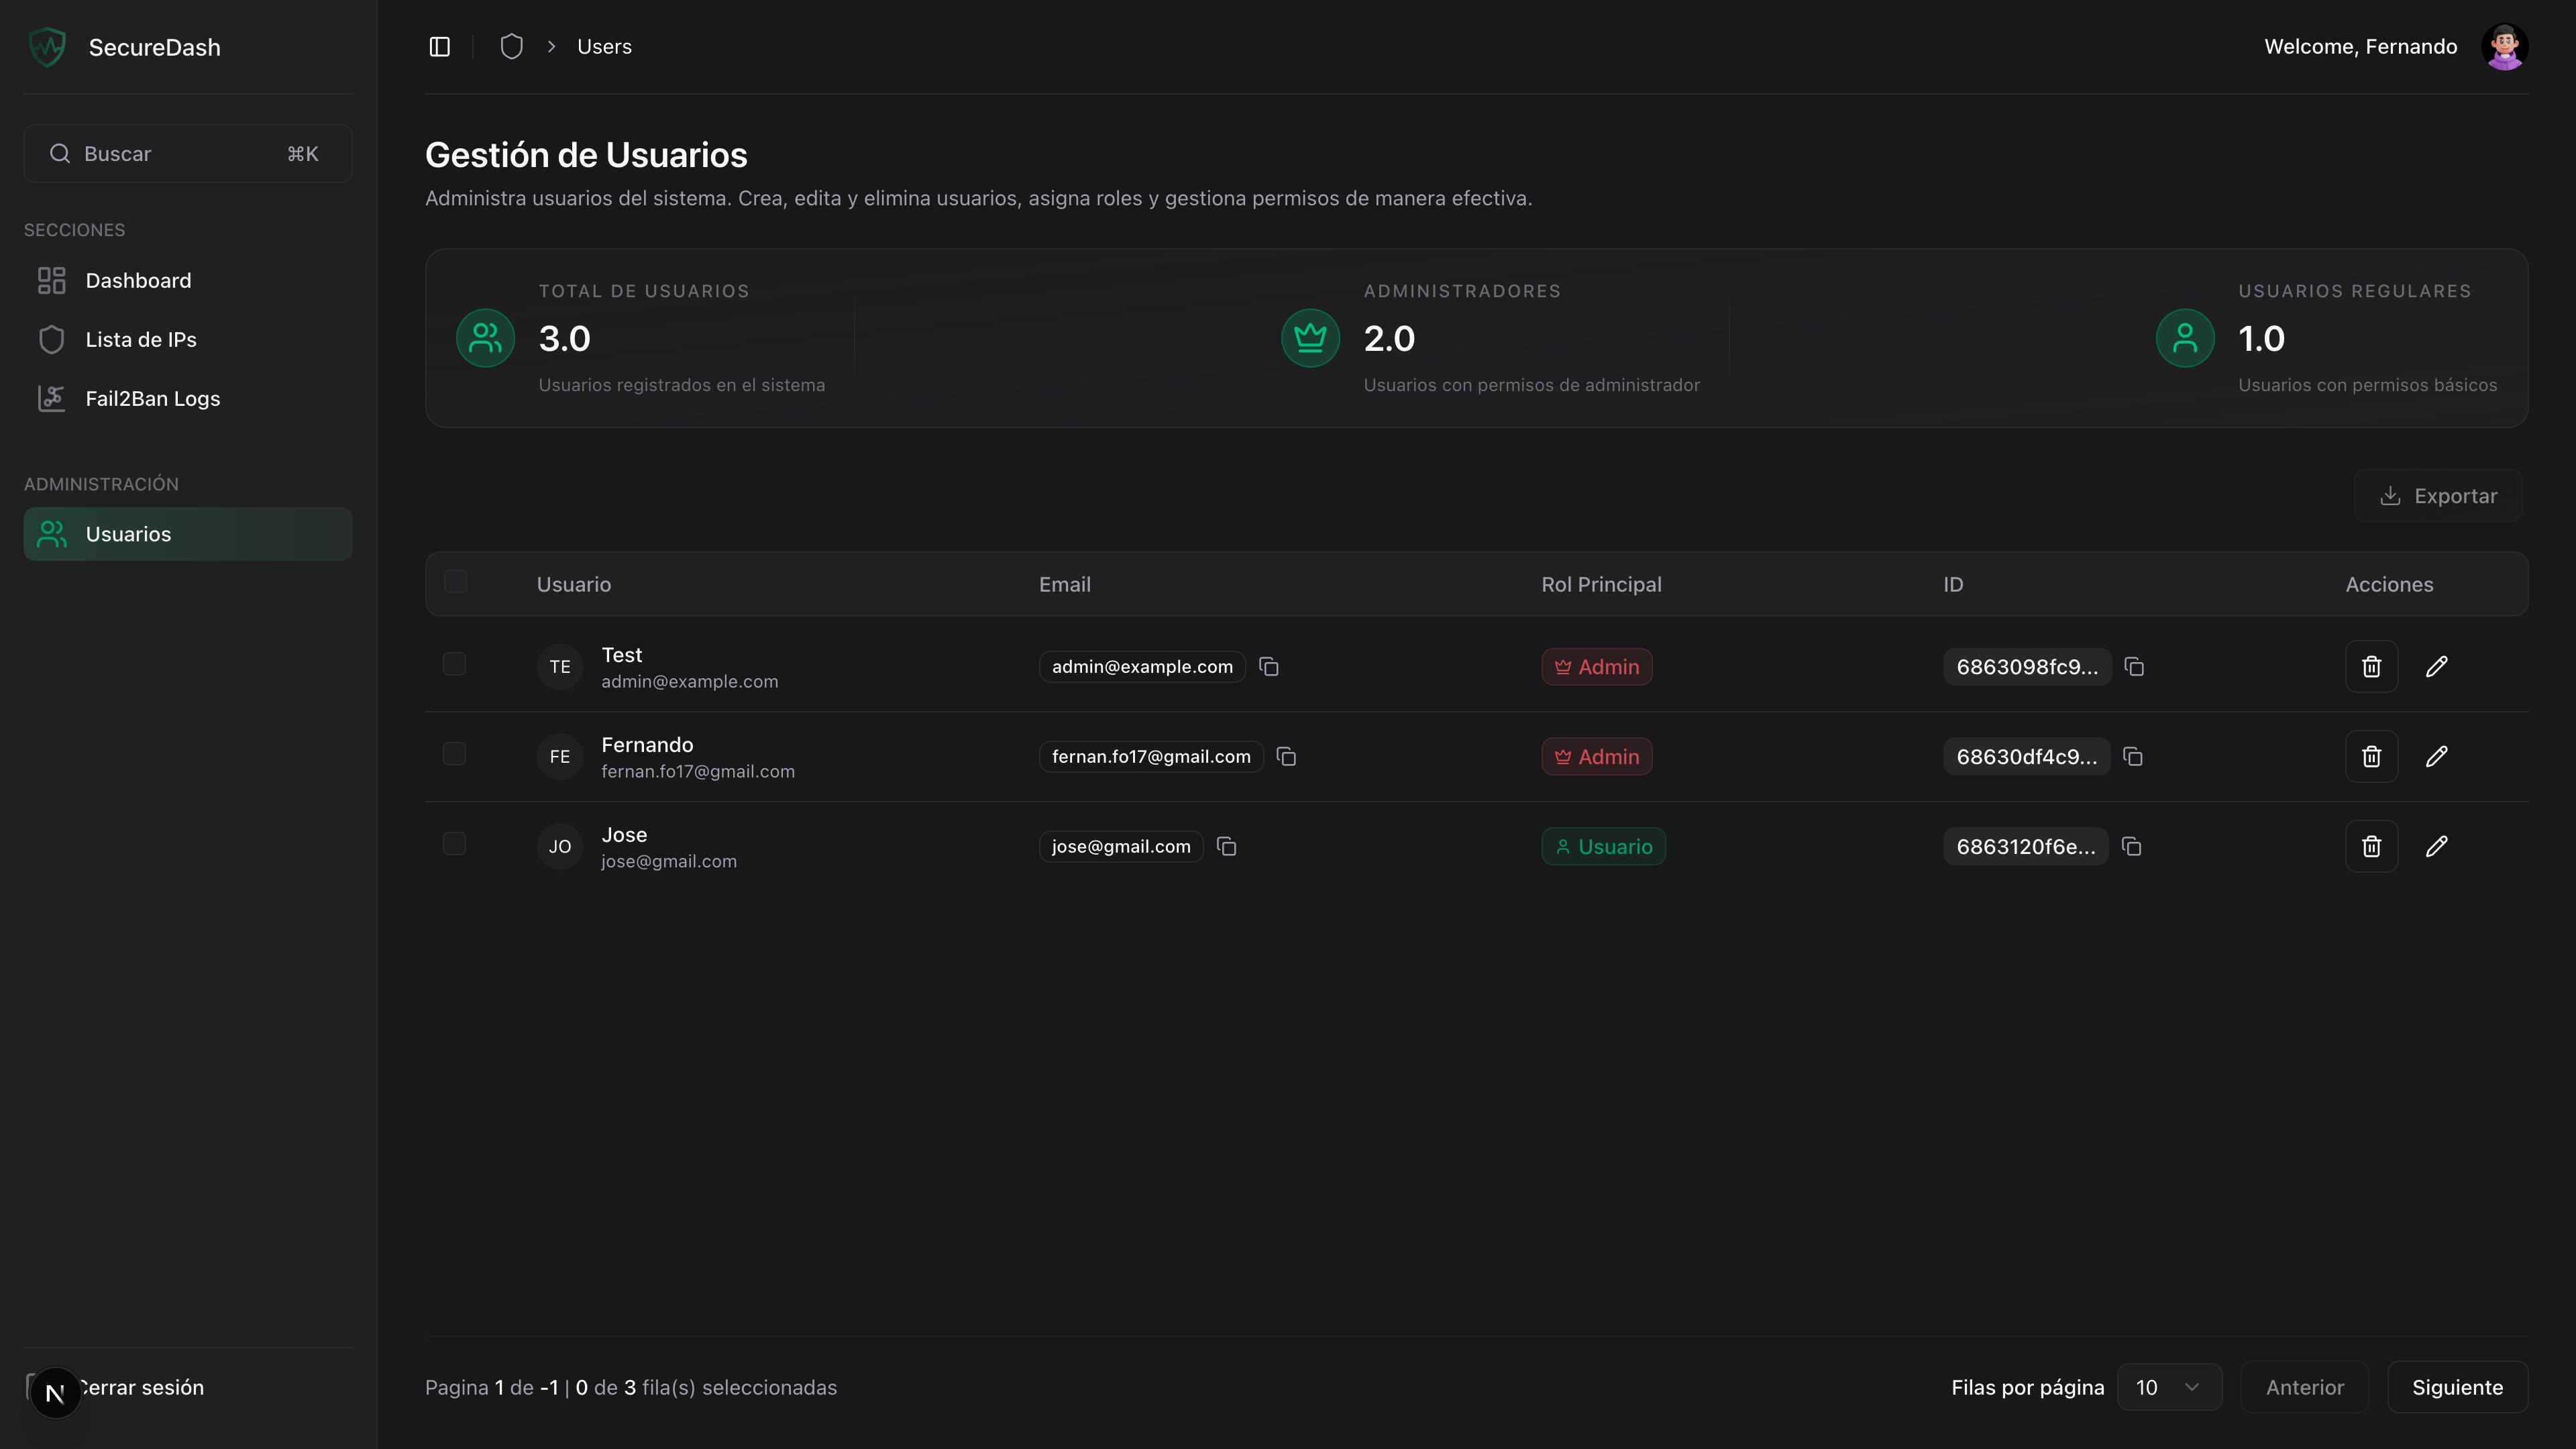 SecureDash
Users
Welcome, Fernando
Buscar ⌘K
SECCIONES
Dashboard
Lista de IPs
Fail2Ban Logs
ADMINISTRACIÓN
Usuarios
Gestión de Usuarios
Administra usuarios del sistema. Crea, edita y elimina usuarios, asigna roles y gestiona permisos de manera efectiva.
TOTAL DE USUARIOS
3.0
Usuarios registrados en el sistema
ADMINISTRADORES
2.0
Usuarios con permisos de administrador
USUARIOS REGULARES
1.0
Usuarios con permisos básicos
Exportar
Usuario Email Rol Principal ID Acciones
TE Test admin@example.com Admin 6863098fc9...
admin@example.com
FE Fernando fernan.fo17@gmail.com Admin 68630df4c9...
fernan.fo17@gmail.com
JO Jose jose@gmail.com Usuario 6863120f6e...
jose@gmail.com
N Cerrar sesión
Pagina 1 de -1 | 0 de 3 fila(s) seleccionadas
Filas por página 10 Anterior Siguiente